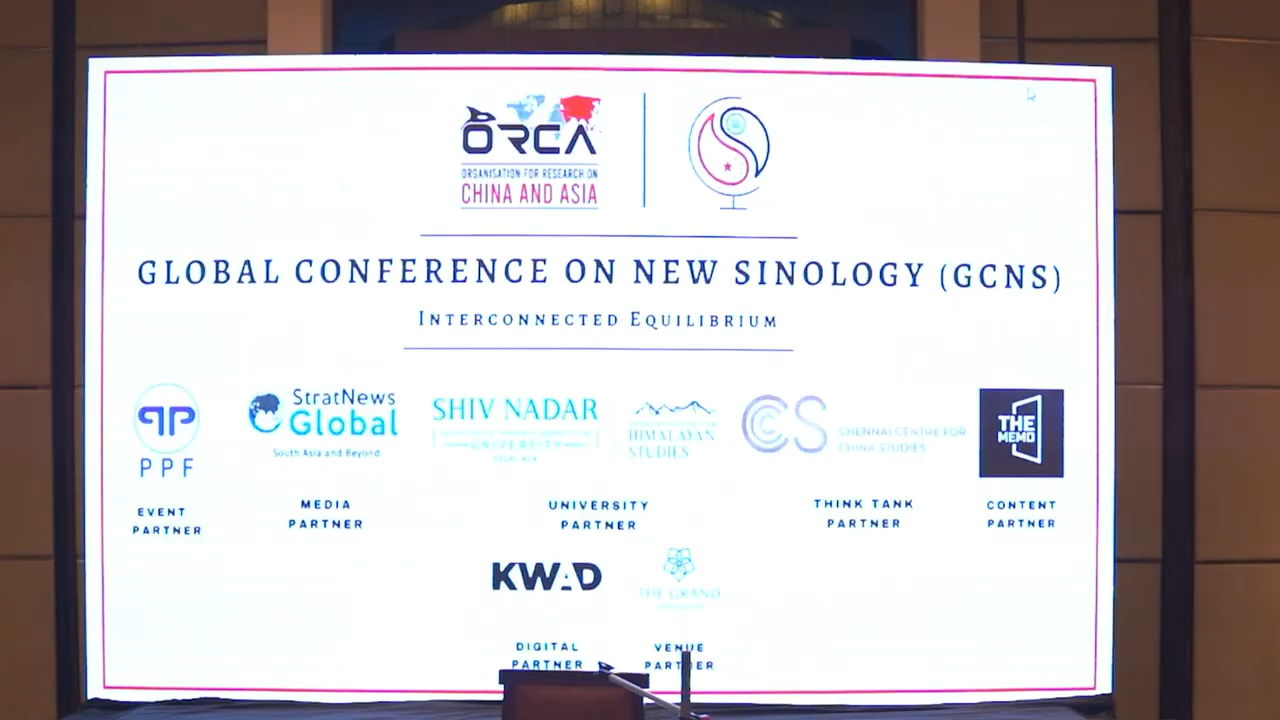 ORCA
ORGANISATION FOR RESEARCH ON
CHINA AND ASIA
GLOBAL CONFERENCE ON NEW SINOLOGY (GCNS)
INTERCONNECTED EQUILIBRIUM
PPF
EVENT
PARTNER
StratNews
Global
South Asia and Beyond
MEDIA
PARTNER
SHIV NADAR
UNIVERSITY
HIMALAYAN
STUDIES
UNIVERSITY
PARTNER
CCS
CHENNAI CENTRE FOR
CHINA STUDIES
THINK TANK
PARTNER
THE
MEMO
CONTENT
PARTNER
KWAD
DIGITAL
PARTNER
THE GRAND
VENUE
PARTNER